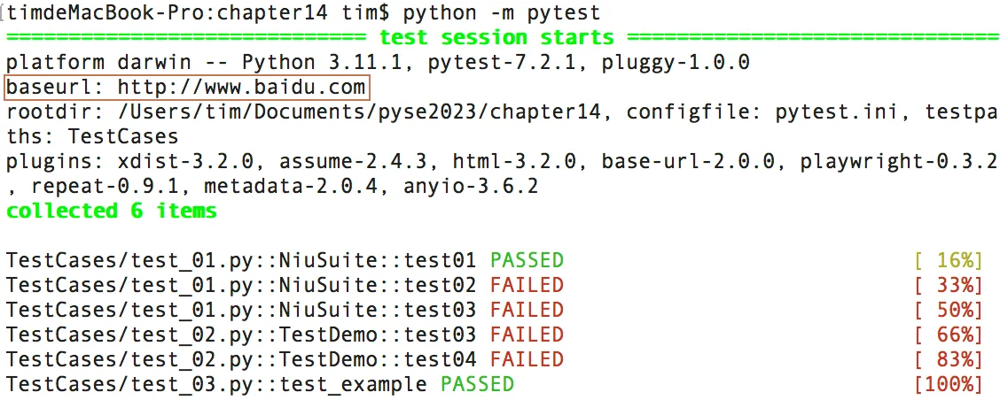 timdeMacBook-Pro:chapter14 tim$ python -m pytest
============================= test session starts ==============================
platform darwin -- Python 3.11.1, pytest-7.2.1, pluggy-1.0.0
baseurl: http://www.baidu.com
rootdir: /Users/tim/Documents/pyse2023/chapter14, configfile: pytest.ini, testpa
ths: TestCases
plugins: xdist-3.2.0, assume-2.4.3, html-3.2.0, base-url-2.0.0, playwright-0.3.2
, repeat-0.9.1, metadata-2.0.4, anyio-3.6.2
collected 6 items
TestCases/test_01.py::NiuSuite::test01 PASSED [ 16%]
TestCases/test_01.py::NiuSuite::test02 FAILED [ 33%]
TestCases/test_01.py::NiuSuite::test03 FAILED [ 50%]
TestCases/test_02.py::TestDemo::test03 FAILED [ 66%]
TestCases/test_02.py::TestDemo::test04 FAILED [ 83%]
TestCases/test_03.py::test_example PASSED [100%]